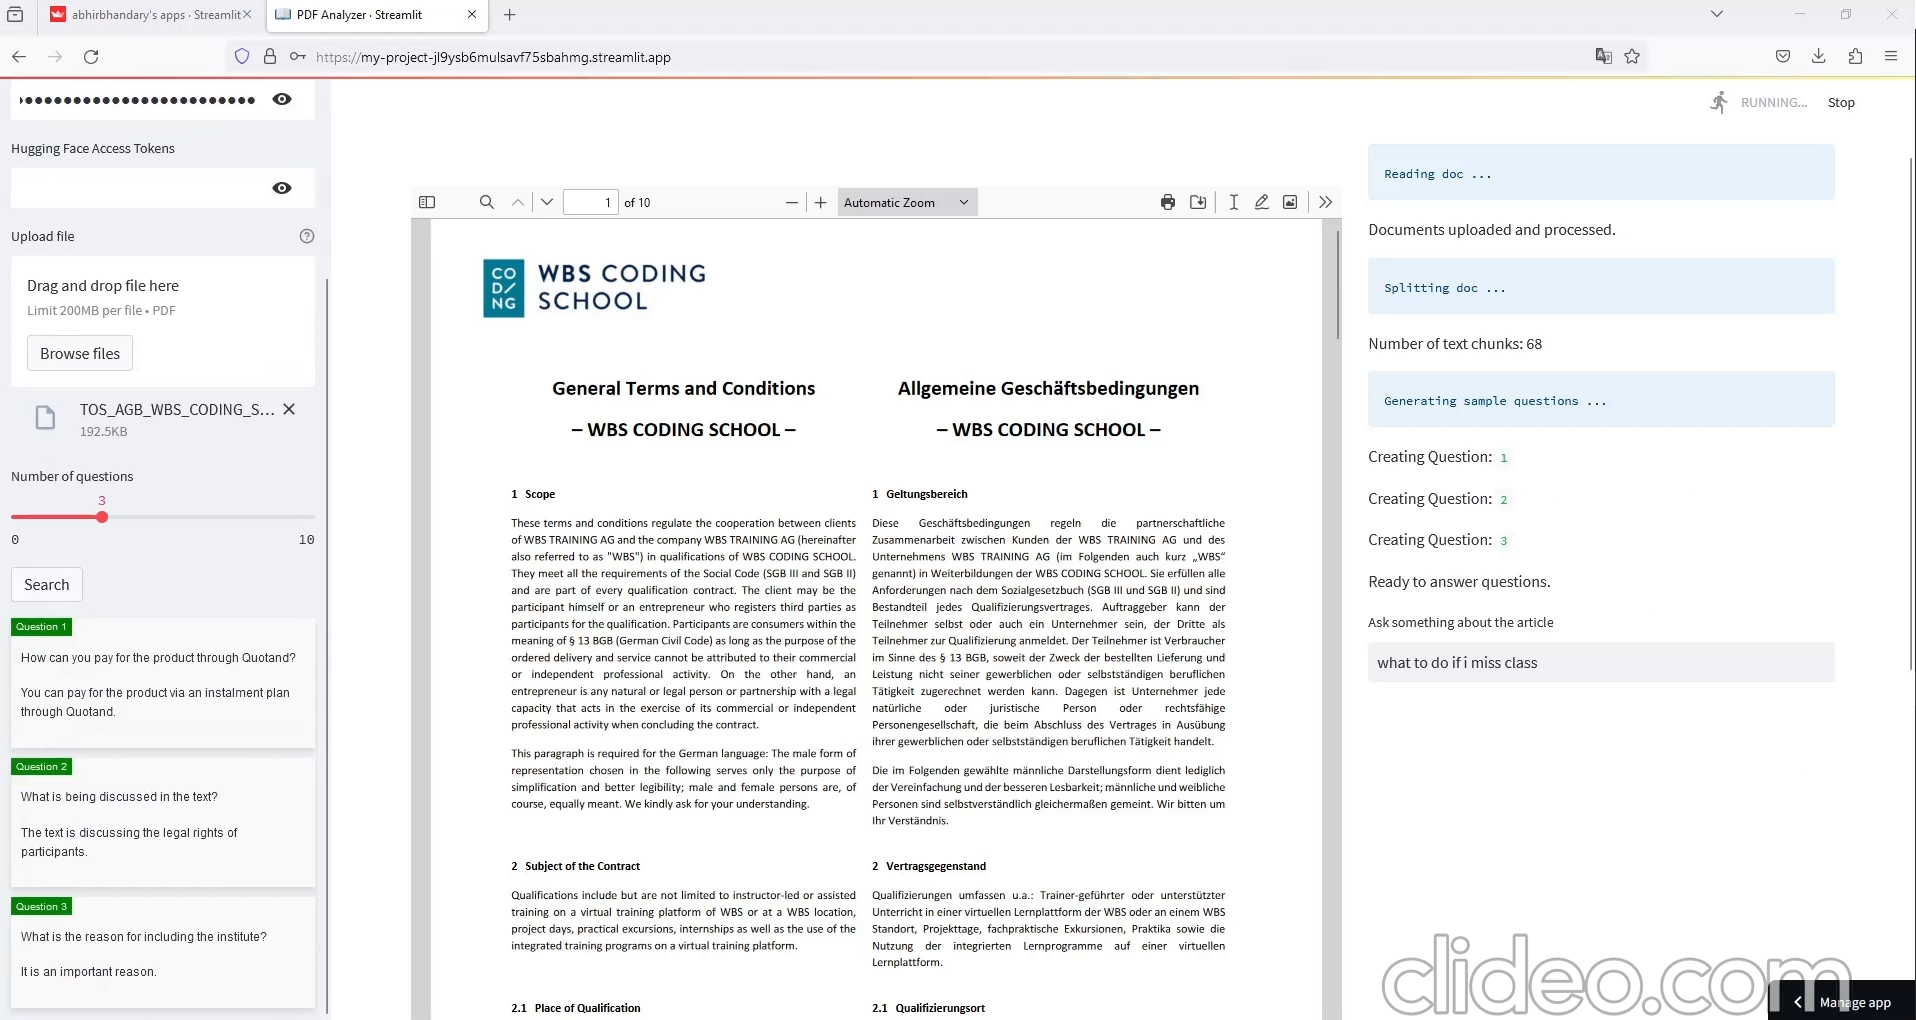 abhirbhandary's apps · Streamlit
PDF Analyzer · Streamlit
https://my-project-jl9ysb6mulsavf75sbahmg.streamlit.app
RUNNING...
Stop
Hugging Face Access Tokens
Upload file
Drag and drop file here
Limit 200MB per file • PDF
Browse files
TOS_AGB_WBS_CODING_S...
192.5KB
Number of questions
3
0
10
Search
Question 1
How can you pay for the product through Quotand?
You can pay for the product via an instalment plan
through Quotand.
Question 2
What is being discussed in the text?
The text is discussing the legal rights of
participants.
Question 3
What is the reason for including the institute?
It is an important reason.
1
of 10
Automatic Zoom
CO
D/
NG
WBS CODING
SCHOOL
General Terms and Conditions
– WBS CODING SCHOOL –
1 Scope
These terms and conditions regulate the cooperation between clients
of WBS TRAINING AG and the company WBS TRAINING AG (hereinafter
also referred to as "WBS") in qualifications of WBS CODING SCHOOL.
They meet all the requirements of the Social Code (SGB III and SGB II)
and are part of every qualification contract. The client may be the
participant himself or an entrepreneur who registers third parties as
participants for the qualification. Participants are consumers within the
meaning of § 13 BGB (German Civil Code) as long as the purpose of the
ordered delivery and service cannot be attributed to their commercial
or independent professional activity. On the other hand, an
entrepreneur is any natural or legal person or partnership with a legal
capacity that acts in the exercise of its commercial or independent
professional activity when concluding the contract.
This paragraph is required for the German language: The male form of
representation chosen in the following serves only the purpose of
simplification and better legibility; male and female persons are, of
course, equally meant. We kindly ask for your understanding.
2 Subject of the Contract
Qualifications include but are not limited to instructor-led or assisted
training on a virtual training platform of WBS or at a WBS location,
project days, practical excursions, internships as well as the use of the
integrated training programs on a virtual training platform.
2.1 Place of Qualification
Allgemeine Geschäftsbedingungen
– WBS CODING SCHOOL –
1 Geltungsbereich
Diese Geschäftsbedingungen regeln die partnerschaftliche
Zusammenarbeit zwischen Kunden der WBS TRAINING AG und des
Unternehmens WBS TRAINING AG (im Folgenden auch kurz „WBS“
genannt) in Weiterbildungen der WBS CODING SCHOOL. Sie erfüllen alle
Anforderungen nach dem Sozialgesetzbuch (SGB III und SGB II) und sind
Bestandteil jedes Qualifizierungsvertrages. Auftraggeber kann der
Teilnehmer selbst oder auch ein Unternehmer sein, der Dritte als
Teilnehmer zur Qualifizierung anmeldet. Der Teilnehmer ist Verbraucher
im Sinne des § 13 BGB, soweit der Zweck der bestellten Lieferung und
Leistung nicht seiner gewerblichen oder selbstständigen beruflichen
Tätigkeit zugerechnet werden kann. Dagegen ist Unternehmer jede
natürliche oder juristische Person oder rechtsfähige
Personengesellschaft, die beim Abschluss des Vertrages in Ausübung
ihrer gewerblichen oder selbstständigen beruflichen Tätigkeit handelt.
Die im Folgenden gewählte männliche Darstellungsform dient lediglich
der Vereinfachung und der besseren Lesbarkeit; männliche und weibliche
Personen sind selbstverständlich gleichermaßen gemeint. Wir bitten um
Ihr Verständnis.
2 Vertragsgegenstand
Qualifizierungen umfassen u.a.: Trainer-geführter oder unterstützter
Unterricht in einer virtuellen Lernplattform der WBS oder an einem WBS
Standort, Projekttage, fachpraktische Exkursionen, Praktika sowie die
Nutzung der integrierten Lernprogramme auf einer virtuellen
Lernplattform.
2.1 Qualifizierungsort
Reading doc ...
Documents uploaded and processed.
Splitting doc ...
Number of text chunks: 68
Generating sample questions ...
Creating Question: 1
Creating Question: 2
Creating Question: 3
Ready to answer questions.
Ask something about the article
what to do if i miss class
clideo.com
Manage app